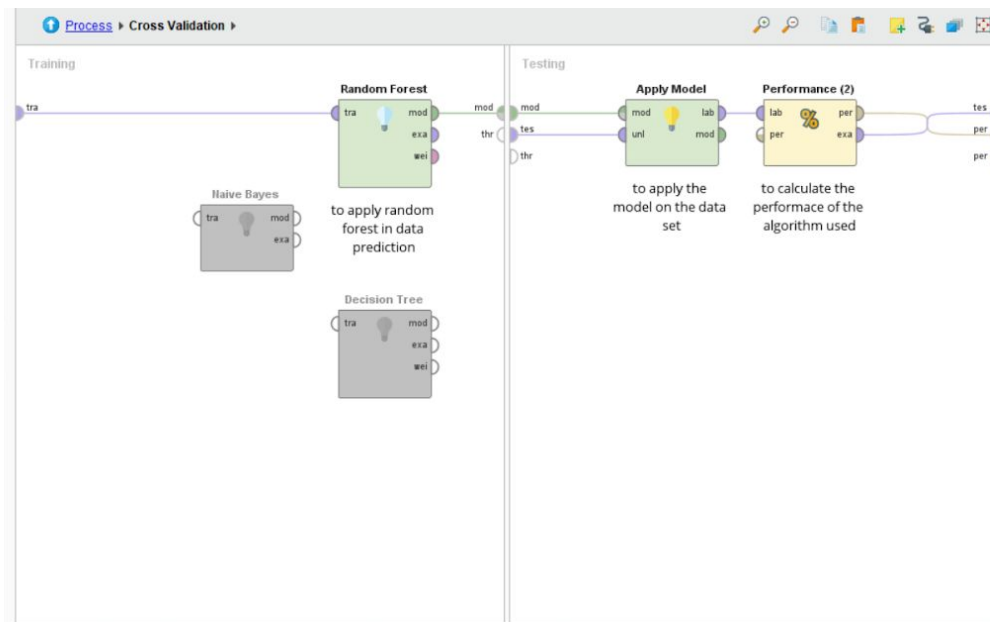 Process ▸ Cross Validation ▸
Training
Testing
Random Forest
tra
tra
mod
exa
wei
mod
thr
to apply random
forest in data
prediction
Naive Bayes
tra
mod
exa
Decision Tree
tra
mod
exa
wei
mod
tes
thr
Apply Model
mod
lab
unl
mod
to apply the
model on the data
set
Performance (2)
lab
per
per
exa
%
to calculate the
performace of the
algorithm used
tes
per
per